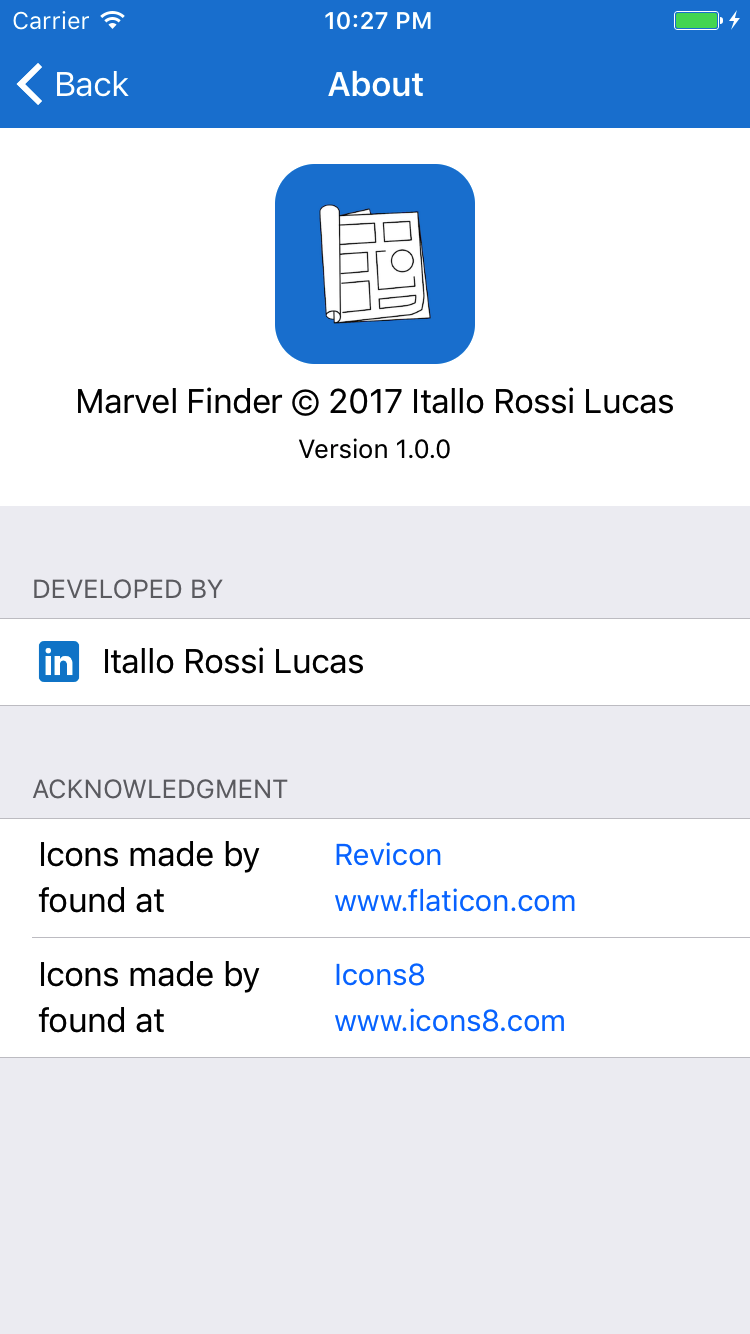 Carrier 10:27 PM
Back About
Marvel Finder © 2017 Itallo Rossi Lucas
Version 1.0.0
DEVELOPED BY
in Itallo Rossi Lucas
ACKNOWLEDGMENT
Icons made by Revicon
found at www.flaticon.com
Icons made by Icons8
found at www.icons8.com